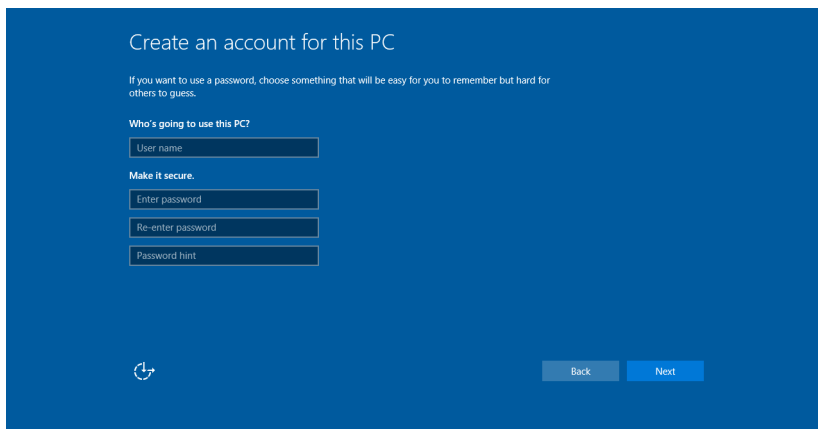 Create an account for this PC
If you want to use a password, choose something that will be easy for you to remember but hard for
others to guess.
Who's going to use this PC?
User name
Make it secure.
Enter password
Re-enter password
Password hint
Back
Next